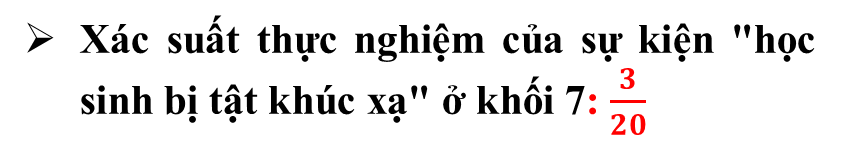 ➢ Xác suất thực nghiệm của sự kiện "học
sinh bị tật khúc xạ" ở khối 7: 3/20